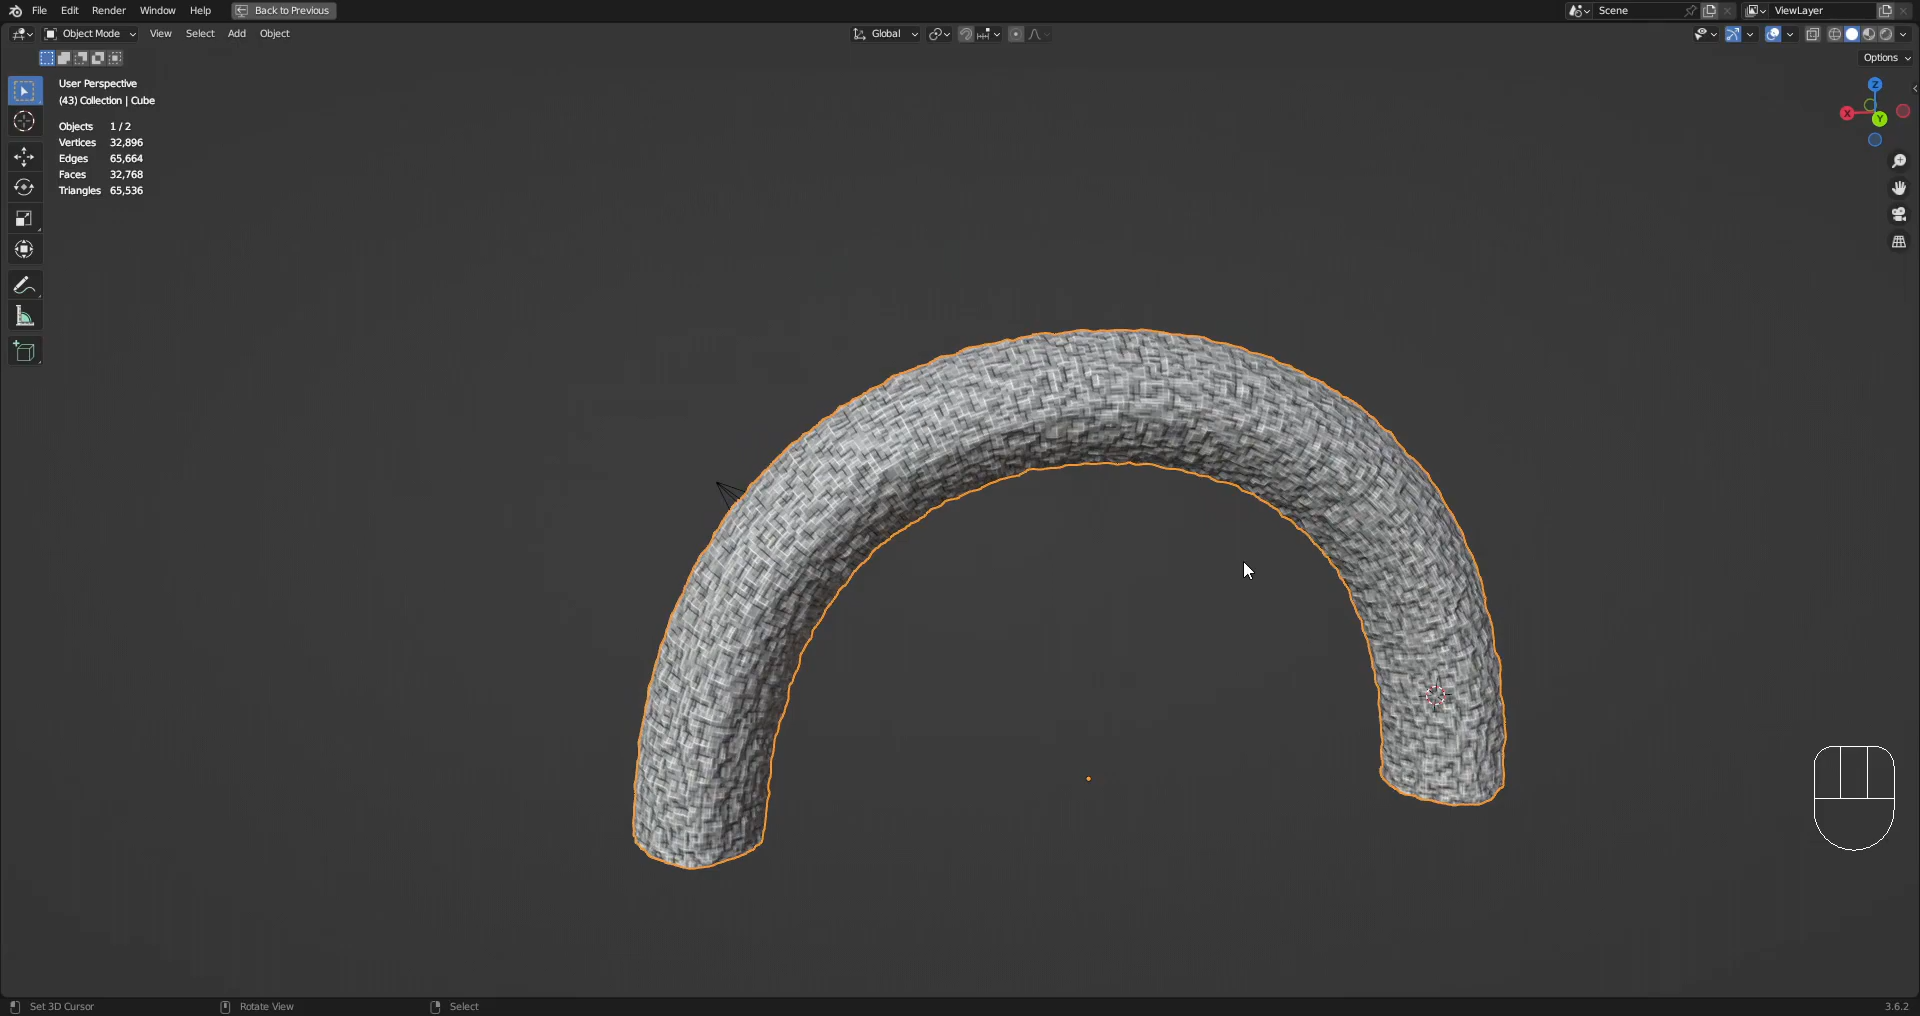 File Edit Render Window Help Back to Previous Scene ViewLayer
Object Mode View Select Add Object Global
Options
User Perspective
(43) Collection | Cube
Objects 1 / 2
Vertices 32,896
Edges 65,664
Faces 32,768
Triangles 65,536
Z
X
Y
Set 3D Cursor Rotate View Select 3.6.2